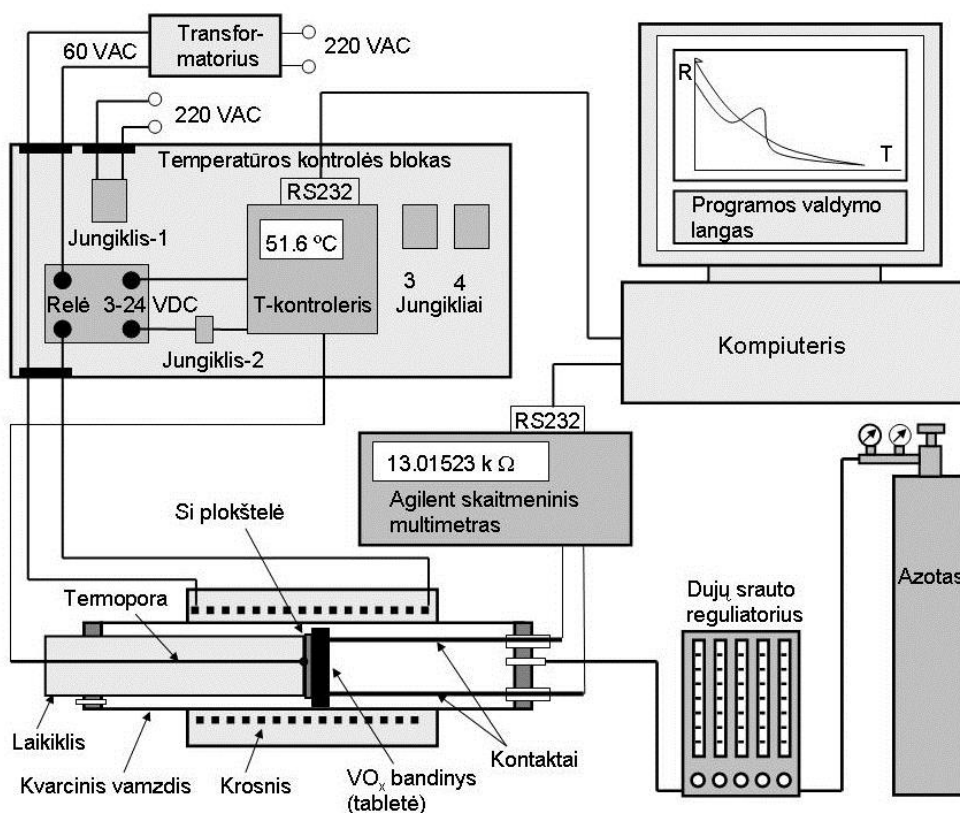 Transfor-
matorius
60 VAC
220 VAC
220 VAC
Temperatūros kontrolės blokas
RS232
Jungiklis-1
51.6 ºC
T-kontroleris
Relė 3-24 VDC
Jungiklis-2
3 4
Jungikliai
R
T
Programos valdymo
langas
Kompiuteris
RS232
13.01523 k Ω
Agilent skaitmeninis
multimetras
Si plokštelė
Termopora
Laikiklis
Kvarcinis vamzdis
Krosnis
VOₓ bandinys
(tabletė)
Kontaktai
Dujų srauto
reguliatorius
Azotas